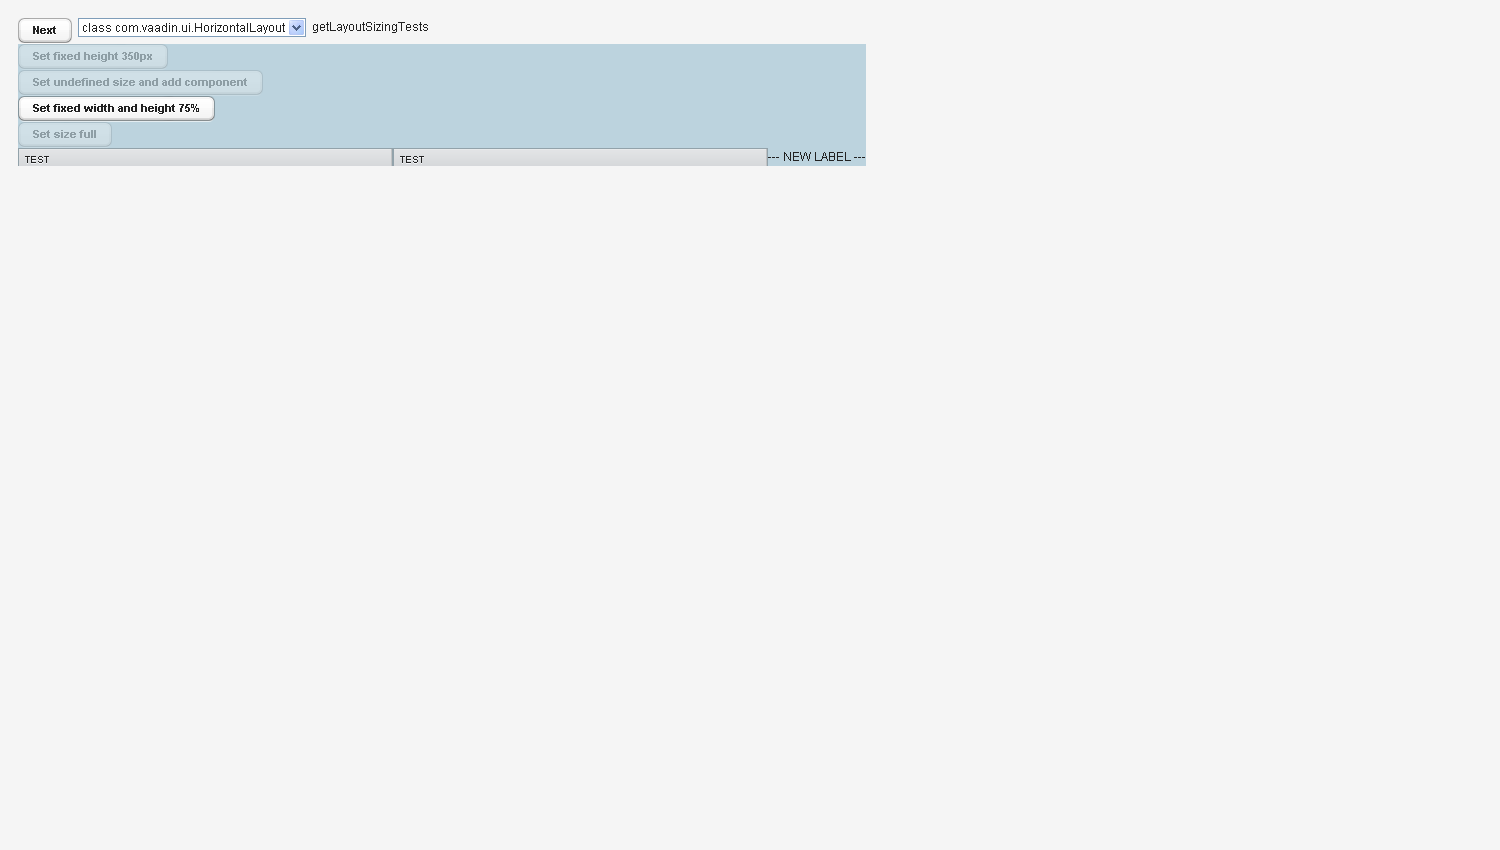 Next class com.vaadin.ui.HorizontalLayout getLayoutSizingTests
Set fixed height 350px
Set undefined size and add component
Set fixed width and height 75%
Set size full
TEST TEST --- NEW LABEL ---